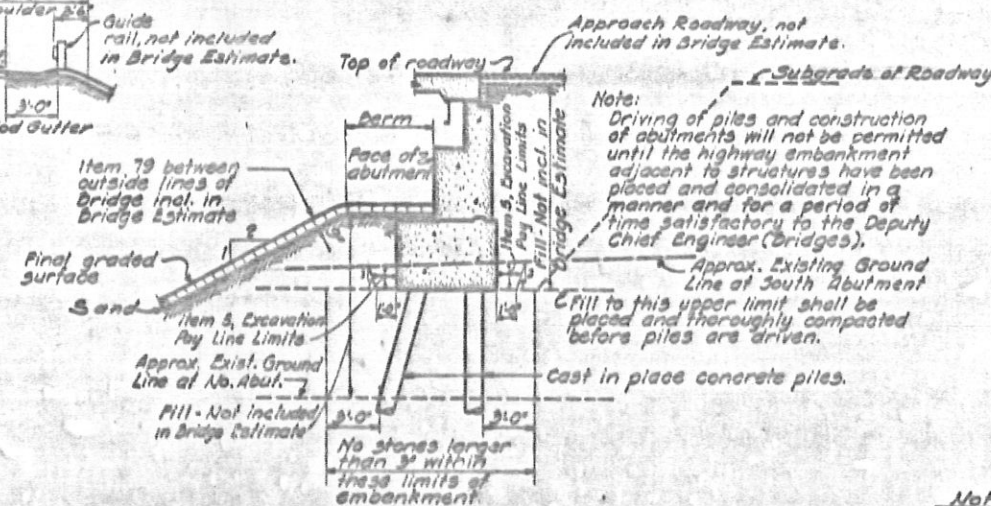 Guide
rail, not included
in Bridge Estimate.
3'-0"
Gutter
Approach Roadway, not
included in Bridge Estimate.
Top of roadway
Subgrade of Roadway
Note:
Driving of piles and construction
of abutments will not be permitted
until the highway embankment
adjacent to structures have been
placed and consolidated in a
manner and for a period of
time satisfactory to the Deputy
Chief Engineer (Bridges).
Berm
Face of
abutment
Item 5, Excavation
Pay Line Limits
Fill - Not incl. in
Bridge Estimate
Item 79 between
outside lines of
Bridge incl. in
Bridge Estimate
2
1
Final graded
surface
Sand
Approx. Existing Ground
Line at South Abutment
1'-0"
1'-0"
Fill to this upper limit shall be
placed and thoroughly compacted
before piles are driven.
Item 5, Excavation
Pay Line Limits
Approx. Exist. Ground
Line at No. Abut.
Cast in place concrete piles.
Fill - Not included
in Bridge Estimate
3'-0"
3'-0"
No stones larger
than 3" within
these limits of
embankment.